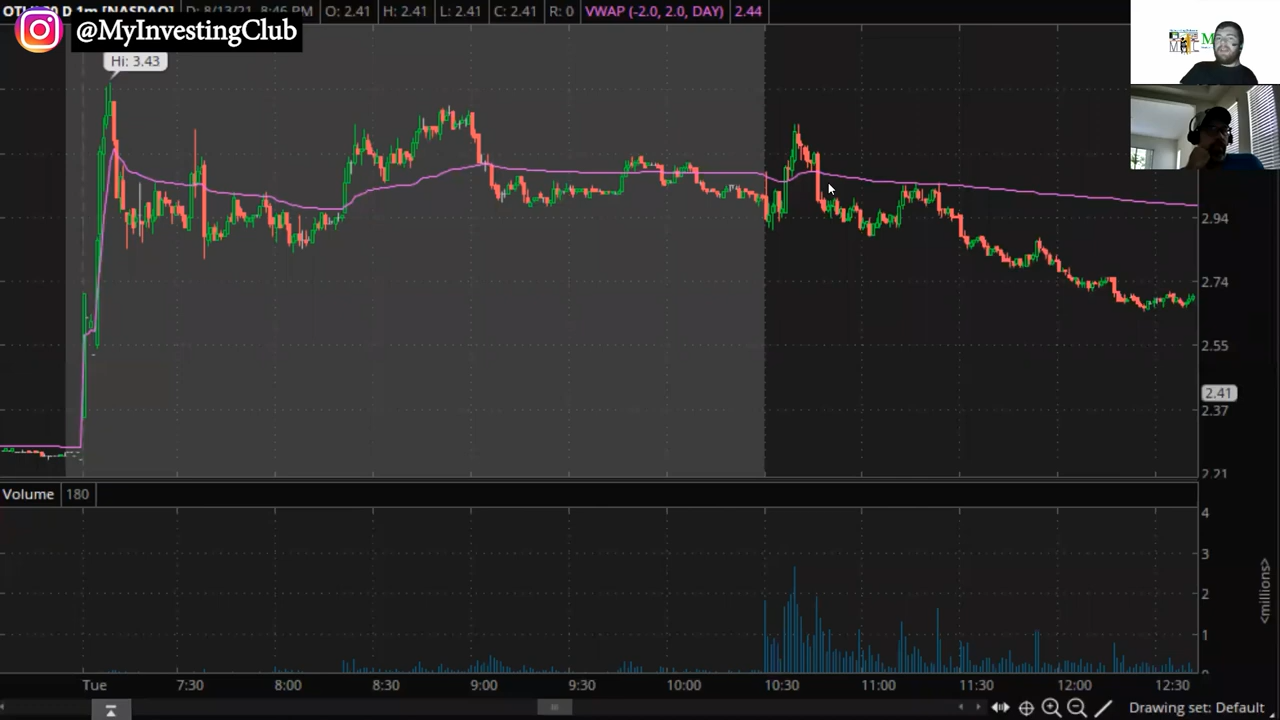 D: 8/13/21 8:46 PM O: 2.41 H: 2.41 L: 2.41 C: 2.41 R: 0 VWAP (-2.0, 2.0, DAY) 2.44
@MyInvestingClub
Hi: 3.43
2.94
2.74
2.55
2.41
2.37
2.21
Volume 180
4
3
2
1
<millions>
Tue 7:30 8:00 8:30 9:00 9:30 10:00 10:30 11:00 11:30 12:00 12:30
Drawing set: Default